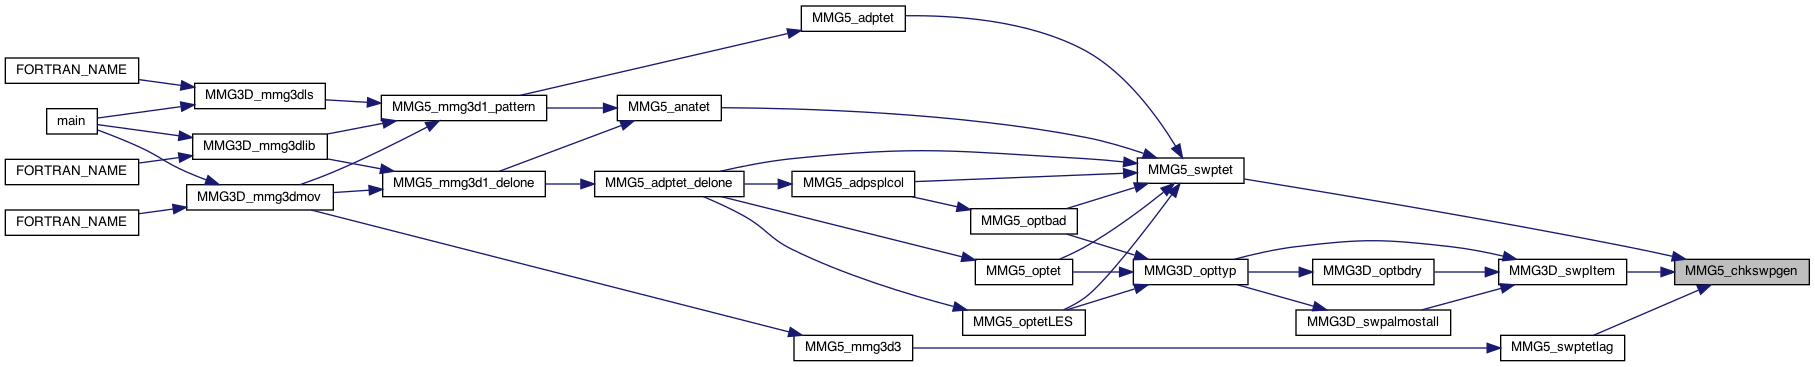 MMG5_adptet
FORTRAN_NAME
MMG3D_mmg3dls
MMG5_mmg3d1_pattern
MMG5_anatet
main
MMG3D_mmg3dlib
FORTRAN_NAME
MMG5_swptet
MMG3D_mmg3dmov
MMG5_mmg3d1_delone
MMG5_adptet_delone
MMG5_adpsplcol
FORTRAN_NAME
MMG5_optbad
MMG5_optet
MMG3D_opttyp
MMG3D_optbdry
MMG3D_swpItem
MMG5_chkswpgen
MMG5_optetLES
MMG3D_swpalmostall
MMG5_mmg3d3
MMG5_swptetlag